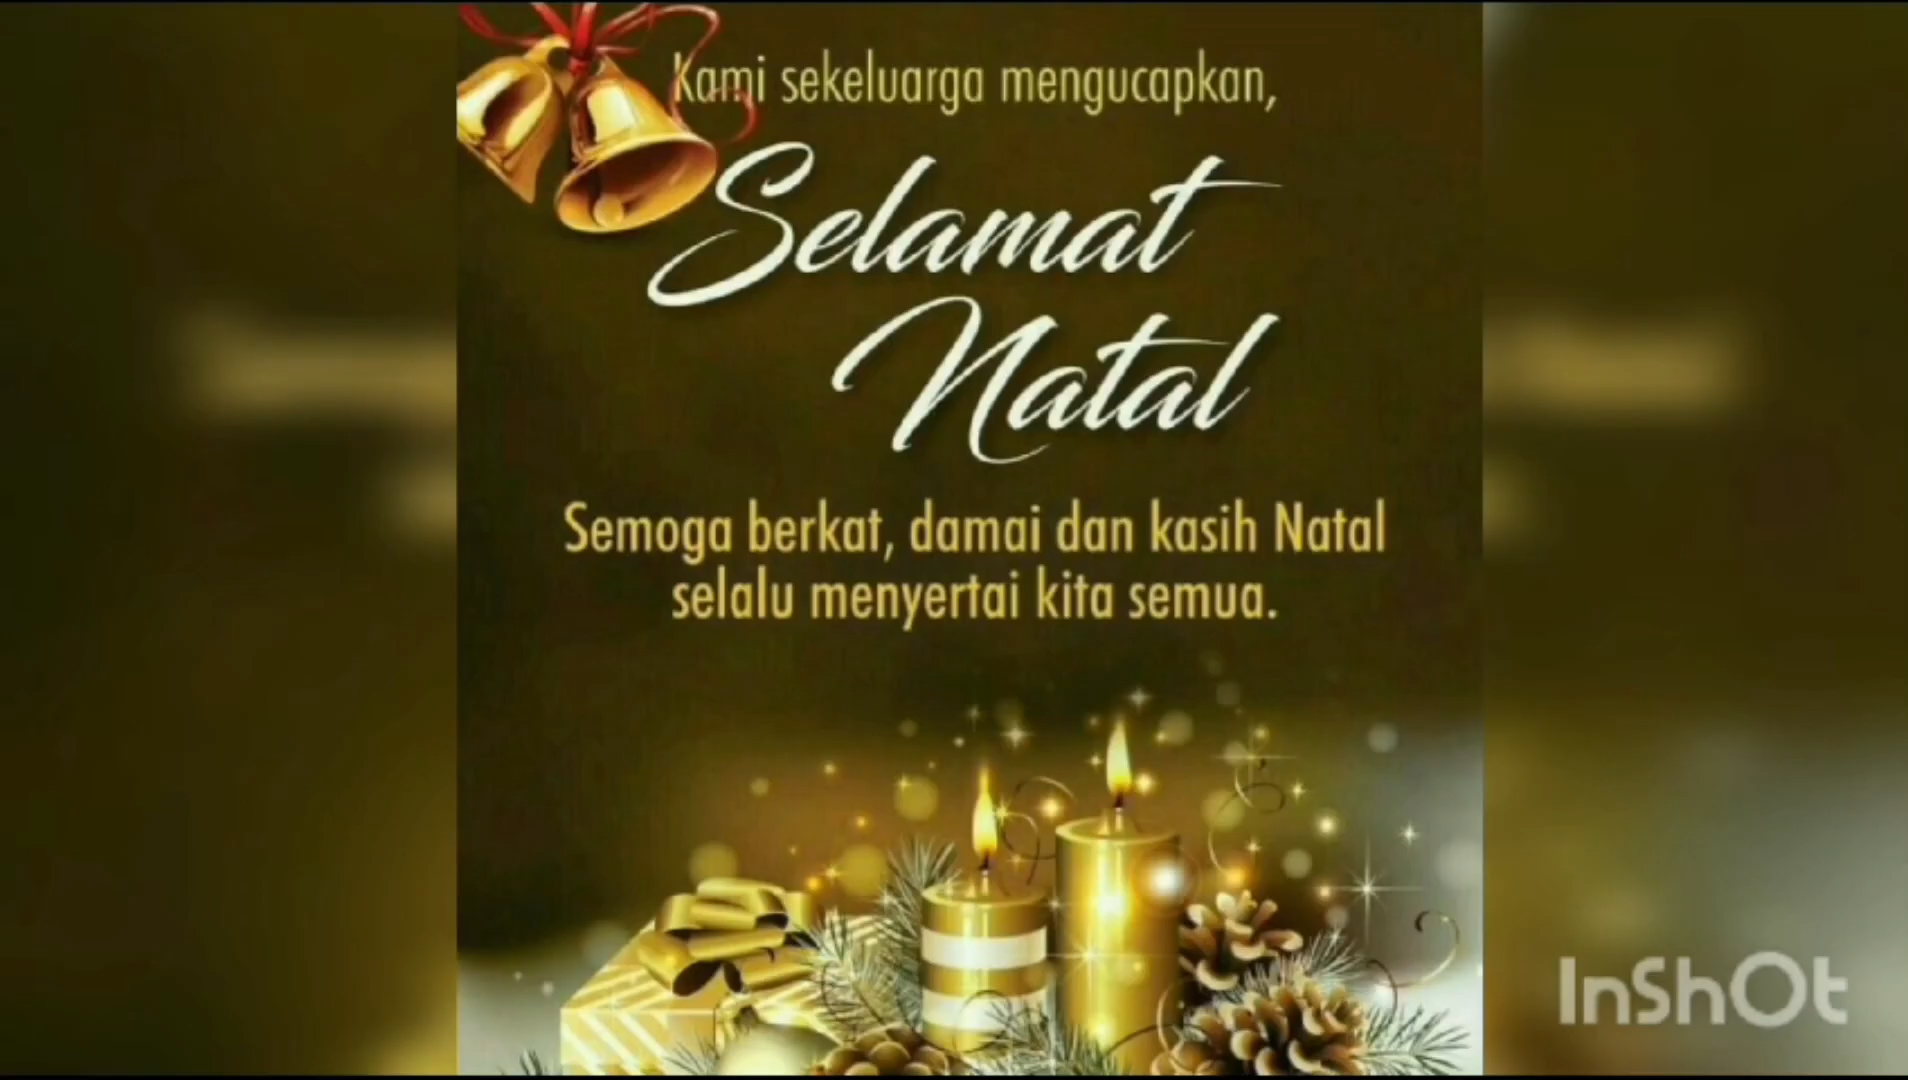 Kami sekeluarga mengucapkan,
Selamat
Natal
Semoga berkat, damai dan kasih Natal
selalu menyertai kita semua.
InShOt